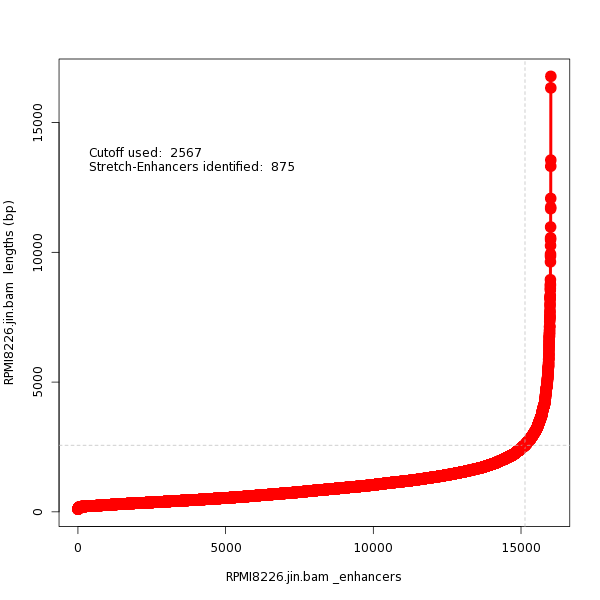 Cutoff used:  2567
Stretch-Enhancers identified:  875
RPMI8226.jin.bam  lengths (bp)
15000
10000
5000
0
0
5000
10000
15000
RPMI8226.jin.bam _enhancers